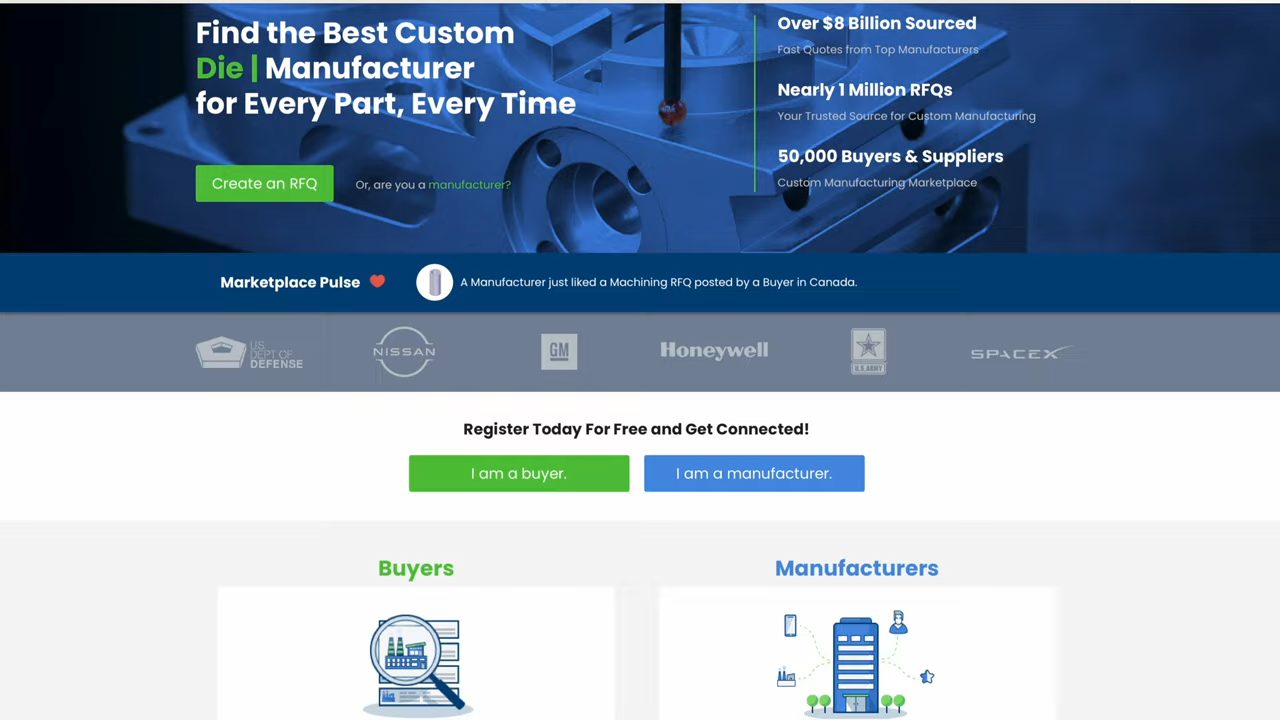 Find the Best Custom
Die | Manufacturer
for Every Part, Every Time
Create an RFQ
Or, are you a manufacturer?
Over $8 Billion Sourced
Fast Quotes from Top Manufacturers
Nearly 1 Million RFQs
Your Trusted Source for Custom Manufacturing
50,000 Buyers & Suppliers
Custom Manufacturing Marketplace
Marketplace Pulse
A Manufacturer just liked a Machining RFQ posted by a Buyer in Canada.
U.S.
DEPT OF
DEFENSE
NISSAN
GM
Honeywell
U.S.ARMY
SPACEX
Register Today For Free and Get Connected!
I am a buyer.
I am a manufacturer.
Buyers
Manufacturers